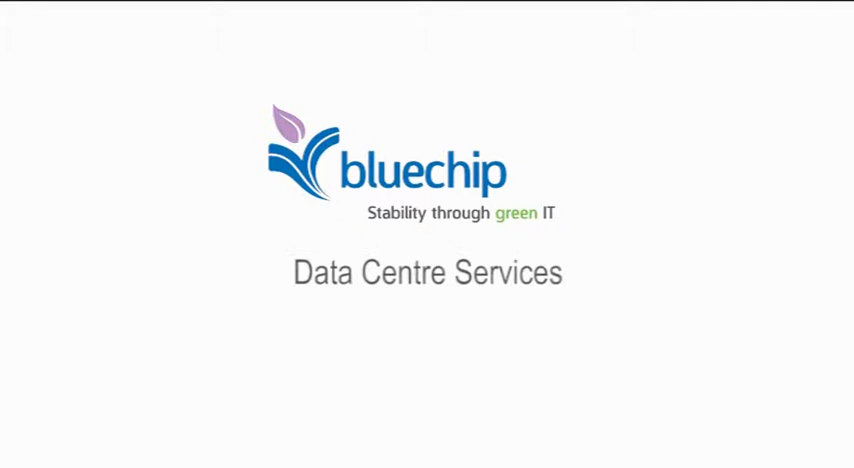 bluechip
Stability through green IT
Data Centre Services